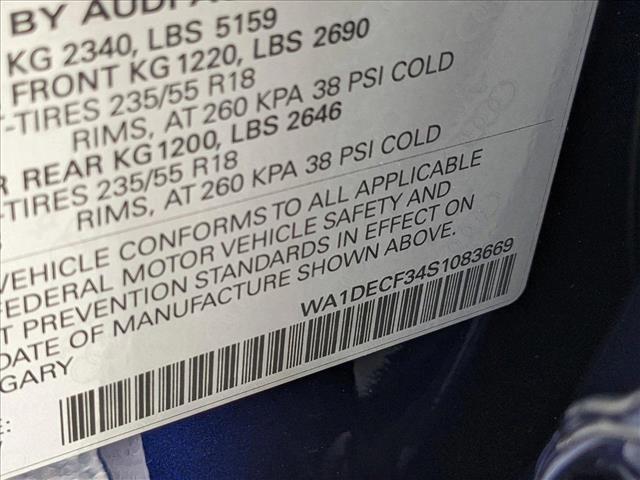 BY AUDI
KG 2340, LBS 5159
FRONT KG 1220, LBS 2690
-TIRES 235/55 R18
RIMS, AT 260 KPA 38 PSI COLD
R REAR KG 1200, LBS 2646
-TIRES 235/55 R18
RIMS, AT 260 KPA 38 PSI COLD
VEHICLE CONFORMS TO ALL APPLICABLE
FEDERAL MOTOR VEHICLE SAFETY AND
T PREVENTION STANDARDS IN EFFECT ON
DATE OF MANUFACTURE SHOWN ABOVE.
WA1DECF34S1083669
GARY
E: